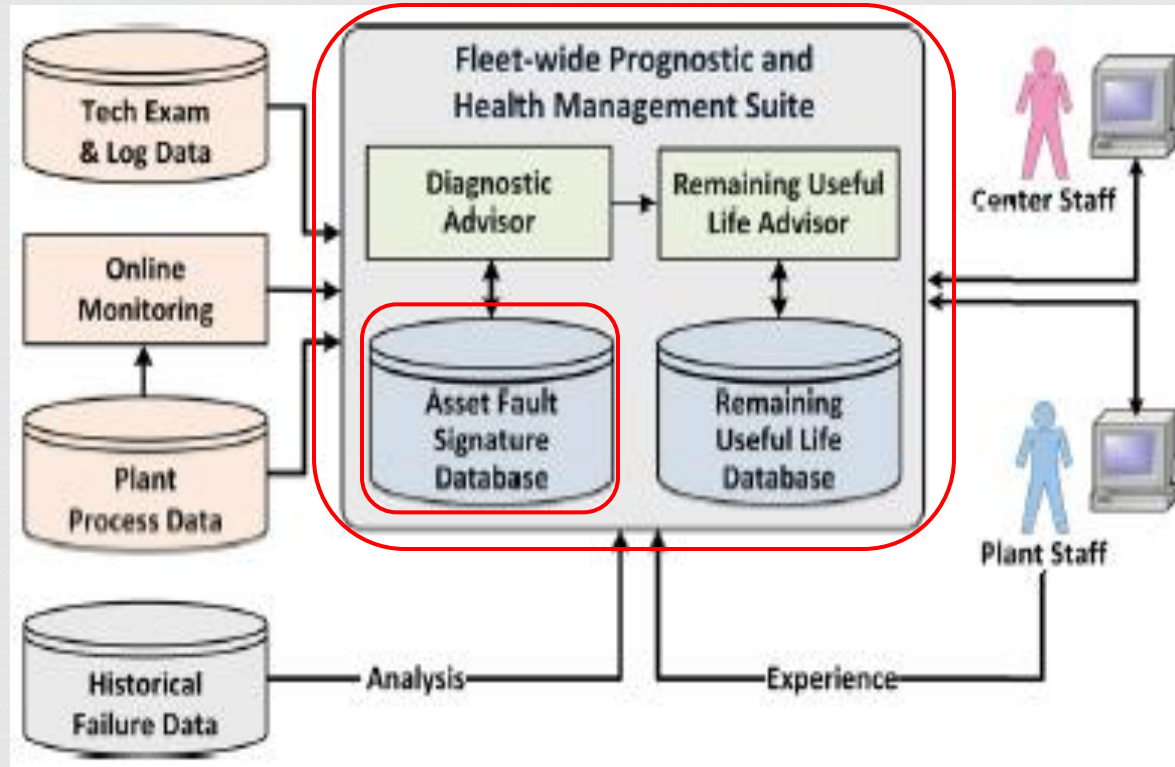 Tech Exam
& Log Data
Online
Monitoring
Plant
Process Data
Historical
Failure Data
Fleet-wide Prognostic and
Health Management Suite
Diagnostic
Advisor
Remaining Useful
Life Advisor
Asset Fault
Signature
Database
Remaining
Useful Life
Database
Center Staff
Plant Staff
Analysis
Experience